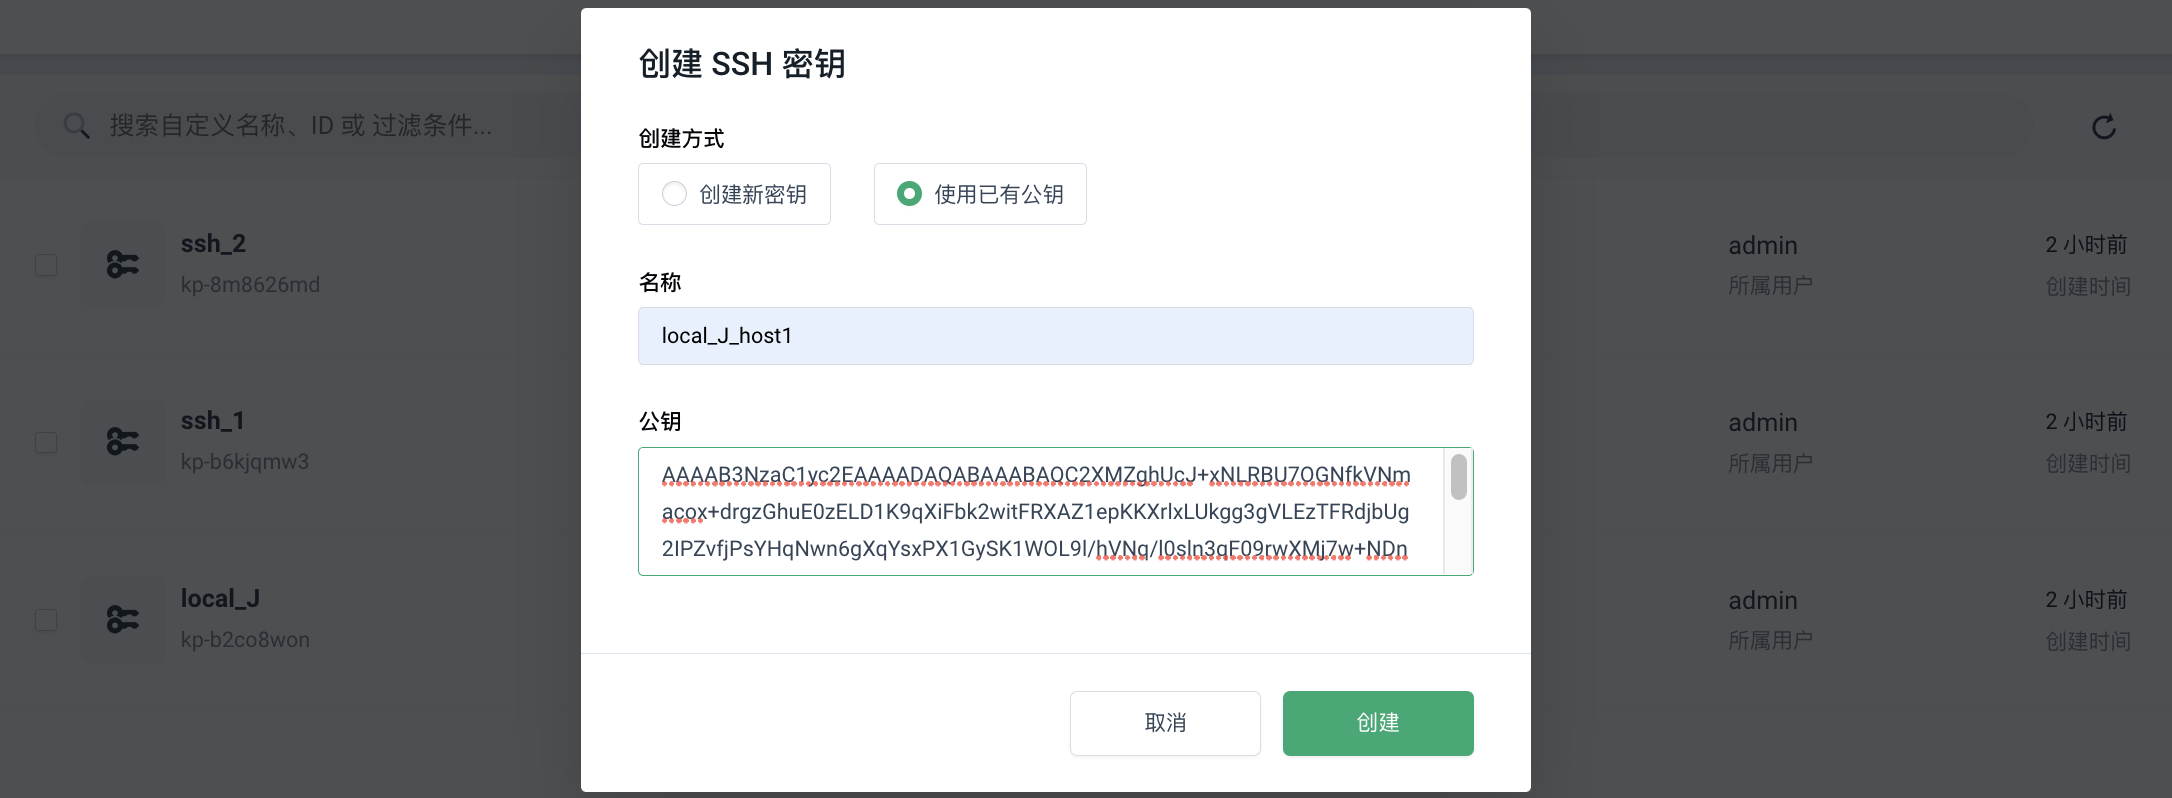 创建 SSH 密钥
创建方式
创建新密钥
使用已有公钥
名称
local_J_host1
公钥
AAAAB3NzaC1yc2EAAAADAQABAAABAQC2XMZghUcJ+xNLRBU7OGNfkVNm
acox+drgzGhuE0zELD1K9qXiFbk2witFRXAZ1epKKXrlxLUkgg3gVLEzTFRdjbUg
2IPZvfjPsYHqNwn6gXqYsxPX1GySK1WOL9l/hVNq/l0sln3qF09rwXMj7w+NDn
取消
创建
搜索自定义名称、ID 或 过滤条件...
ssh_2
kp-8m8626md
admin
所属用户
2 小时前
创建时间
ssh_1
kp-b6kjqmw3
admin
所属用户
2 小时前
创建时间
local_J
kp-b2co8won
admin
所属用户
2 小时前
创建时间